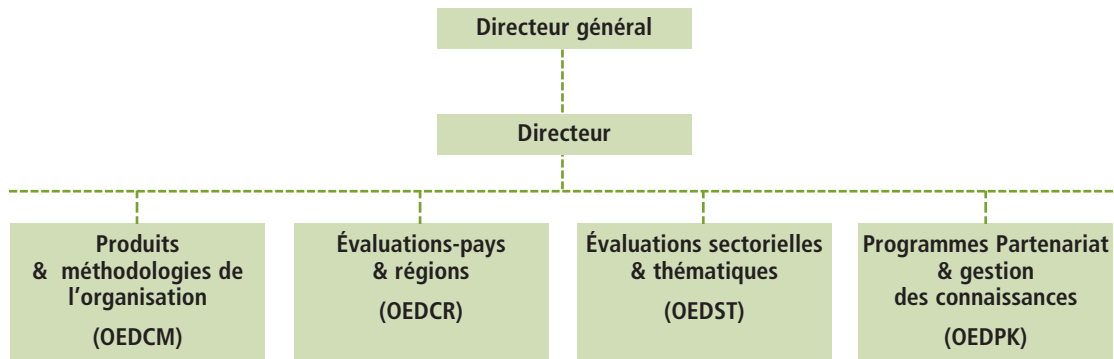 Directeur général
Directeur
Produits
& méthodologies de
l'organisation
(OEDCM)
Évaluations-pays
& régions
(OEDCR)
Évaluations sectorielles
& thématiques
(OEDST)
Programmes Partenariat
& gestion
des connaissances
(OEDPK)